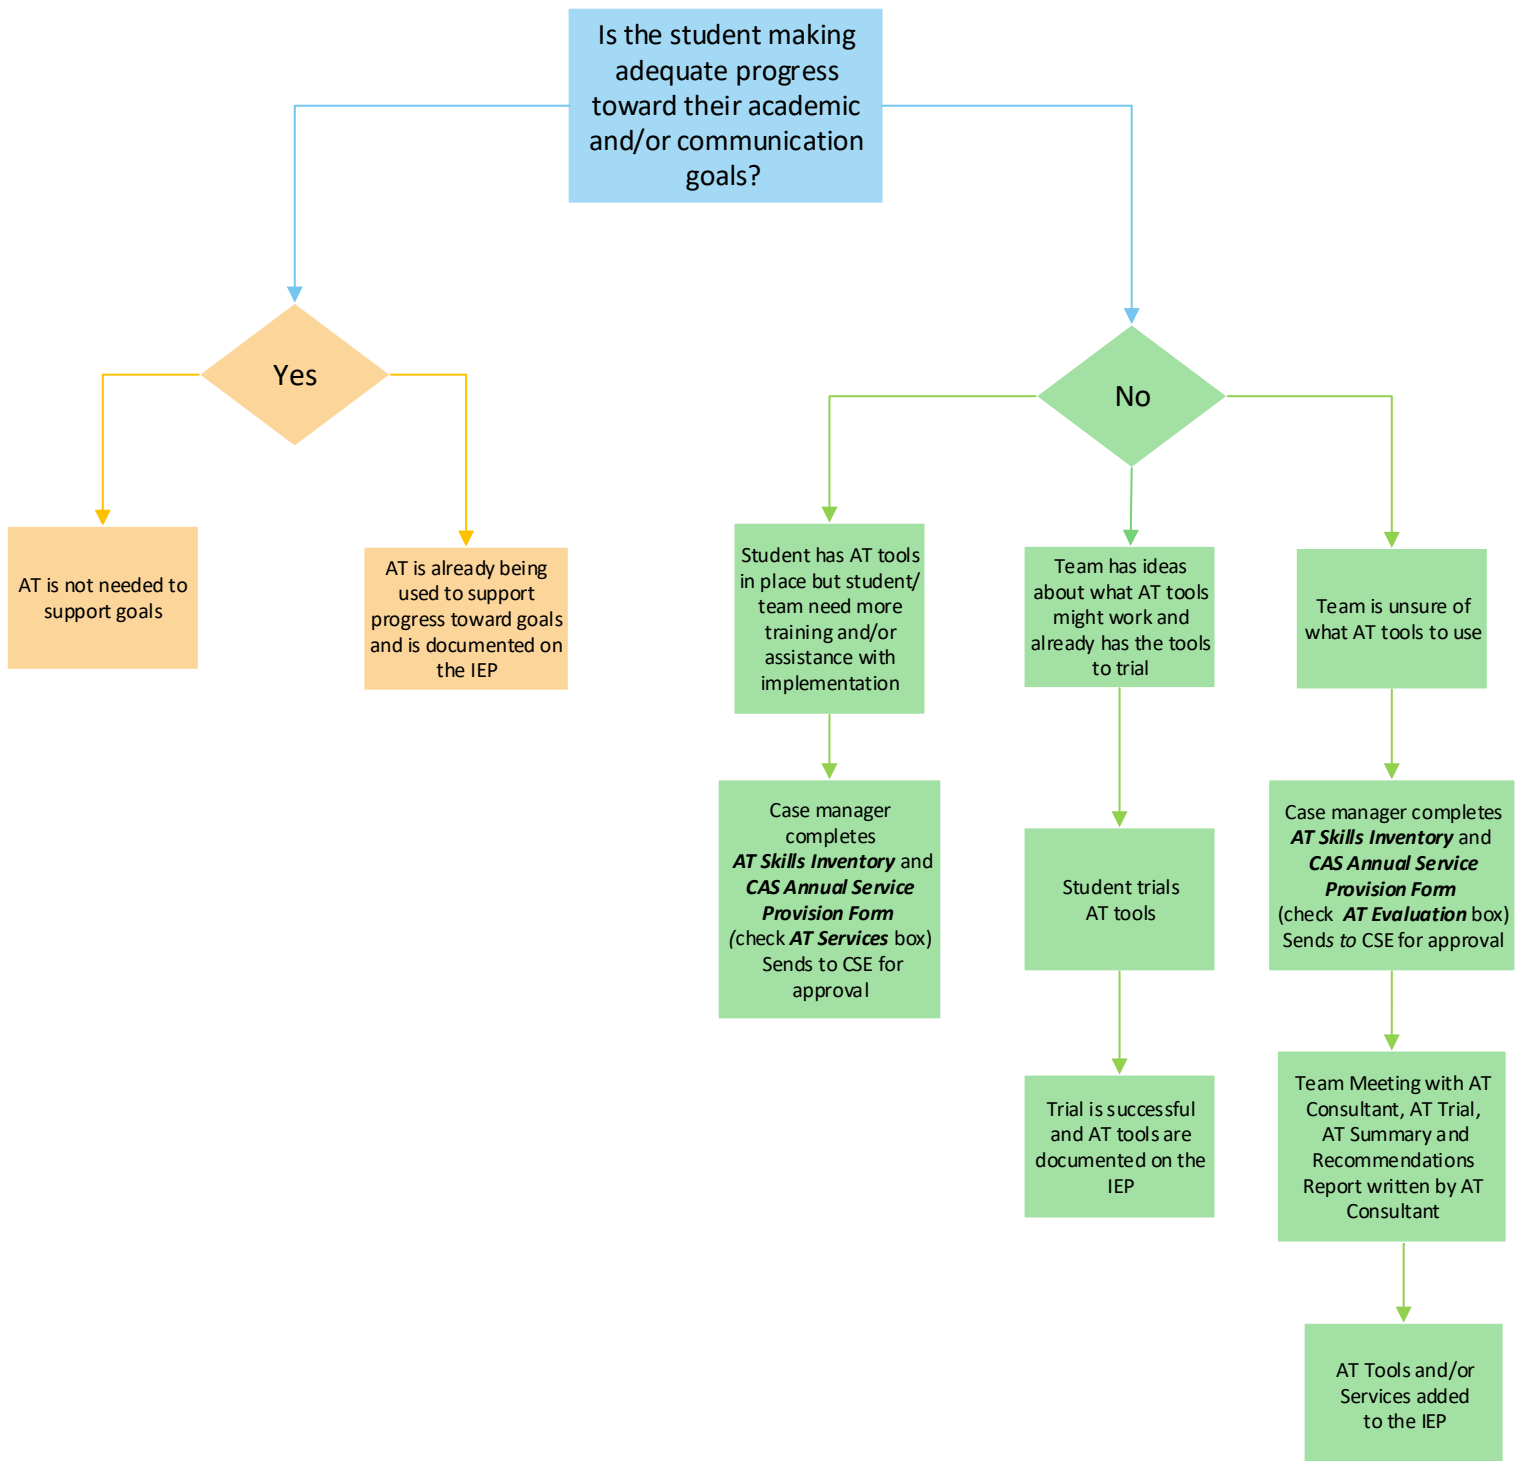 Is the student making
adequate progress
toward their academic
and/or communication
goals?
Yes
No
AT is not needed to
support goals
AT is already being
used to support
progress toward goals
and is documented on
the IEP
Student has AT tools
in place but student/
team need more
training and/or
assistance with
implementation
Team has ideas
about what AT tools
might work and
already has the tools
to trial
Team is unsure of
what AT tools to use
Case manager
completes
AT Skills Inventory and
CAS Annual Service
Provision Form
(check AT Services box)
Sends to CSE for
approval
Student trials
AT tools
Case manager completes
AT Skills Inventory and
CAS Annual Service
Provision Form
(check AT Evaluation box)
Sends to CSE for approval
Trial is successful
and AT tools are
documented on the
IEP
Team Meeting with AT
Consultant, AT Trial,
AT Summary and
Recommendations
Report written by AT
Consultant
AT Tools and/or
Services added
to the IEP